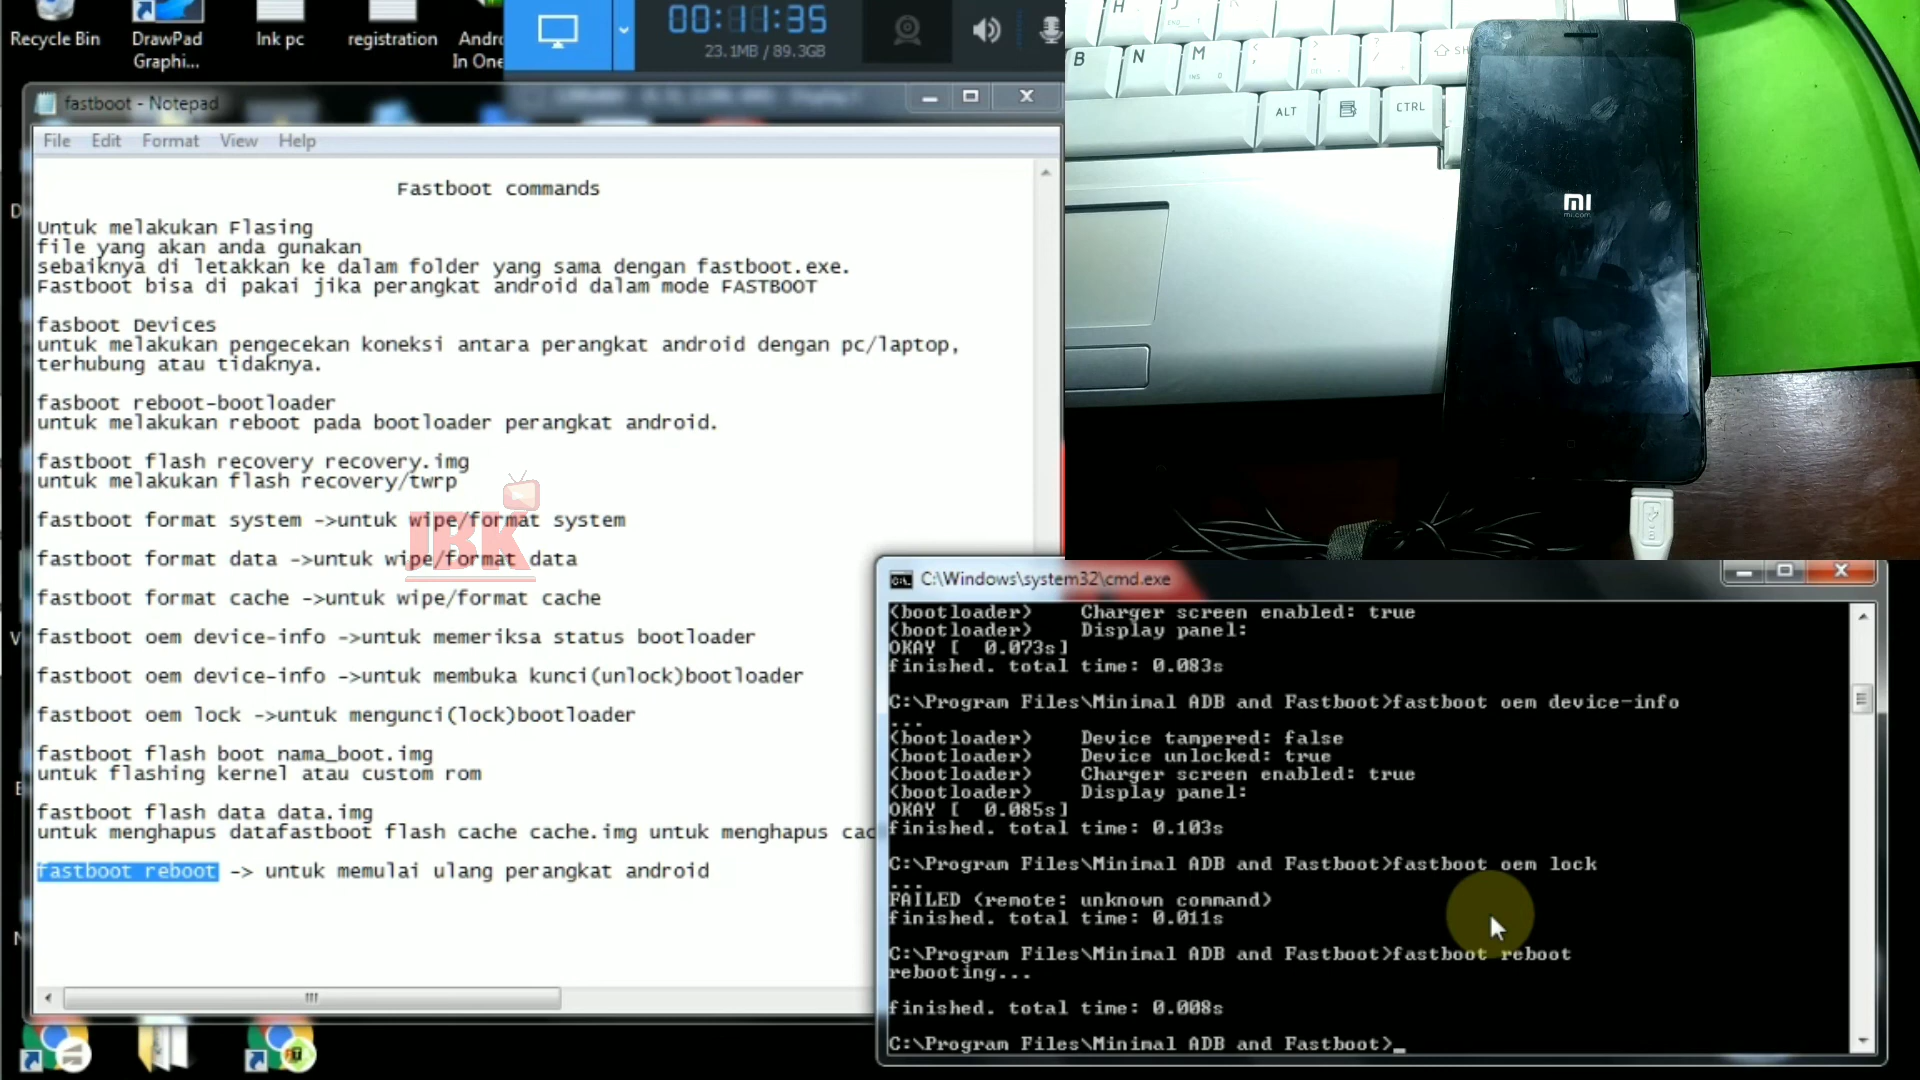 Recycle Bin
DrawPad
Graphi...
Ink pc
registration
In One
00:11:35
23.1MB / 89.3GB
fastboot - Notepad
File Edit Format View Help
Fastboot commands
Untuk melakukan Flasing
file yang akan anda gunakan
sebaiknya di letakkan ke dalam folder yang sama dengan fastboot.exe.
Fastboot bisa di pakai jika perangkat android dalam mode FASTBOOT
fasboot Devices
untuk melakukan pengecekan koneksi antara perangkat android dengan pc/laptop,
terhubung atau tidaknya.
fasboot reboot-bootloader
untuk melakukan reboot pada bootloader perangkat android.
fastboot flash recovery recovery.img
untuk melakukan flash recovery/twrp
fastboot format system ->untuk wipe/format system
fastboot format data ->untuk wipe/format data
fastboot format cache ->untuk wipe/format cache
fastboot oem device-info ->untuk memeriksa status bootloader
fastboot oem device-info ->untuk membuka kunci(unlock)bootloader
fastboot oem lock ->untuk mengunci(lock)bootloader
fastboot flash boot nama_boot.img
untuk flashing kernel atau custom rom
fastboot flash data data.img
untuk menghapus datafastboot flash cache cache.img untuk menghapus cac
fastboot reboot -> untuk memulai ulang perangkat android
JBK
H
J
B
N
M
INS
ALT
CTRL
mi
mi.com
C:\Windows\system32\cmd.exe
(bootloader) Charger screen enabled: true
(bootloader) Display panel:
OKAY [ 0.073s]
finished. total time: 0.083s
C:\Program Files\Minimal ADB and Fastboot>fastboot oem device-info
...
(bootloader) Device tampered: false
(bootloader) Device unlocked: true
(bootloader) Charger screen enabled: true
(bootloader) Display panel:
OKAY [ 0.085s]
finished. total time: 0.103s
C:\Program Files\Minimal ADB and Fastboot>fastboot oem lock
...
FAILED (remote: unknown command)
finished. total time: 0.011s
C:\Program Files\Minimal ADB and Fastboot>fastboot reboot
rebooting...
finished. total time: 0.008s
C:\Program Files\Minimal ADB and Fastboot>_